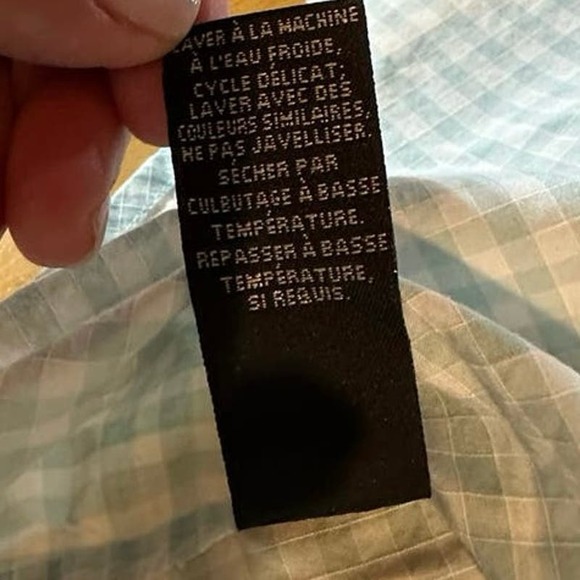 LAVER À LA MACHINE
À L'EAU FROIDE,
CYCLE DÉLICAT,
LAVER AVEC DES
COULEURS SIMILAIRES.
NE PAS JAVELLISER.
SÉCHER PAR
CULBUTAGE À BASSE
TEMPÉRATURE.
REPASSER À BASSE
TEMPÉRATURE,
SI REQUIS.